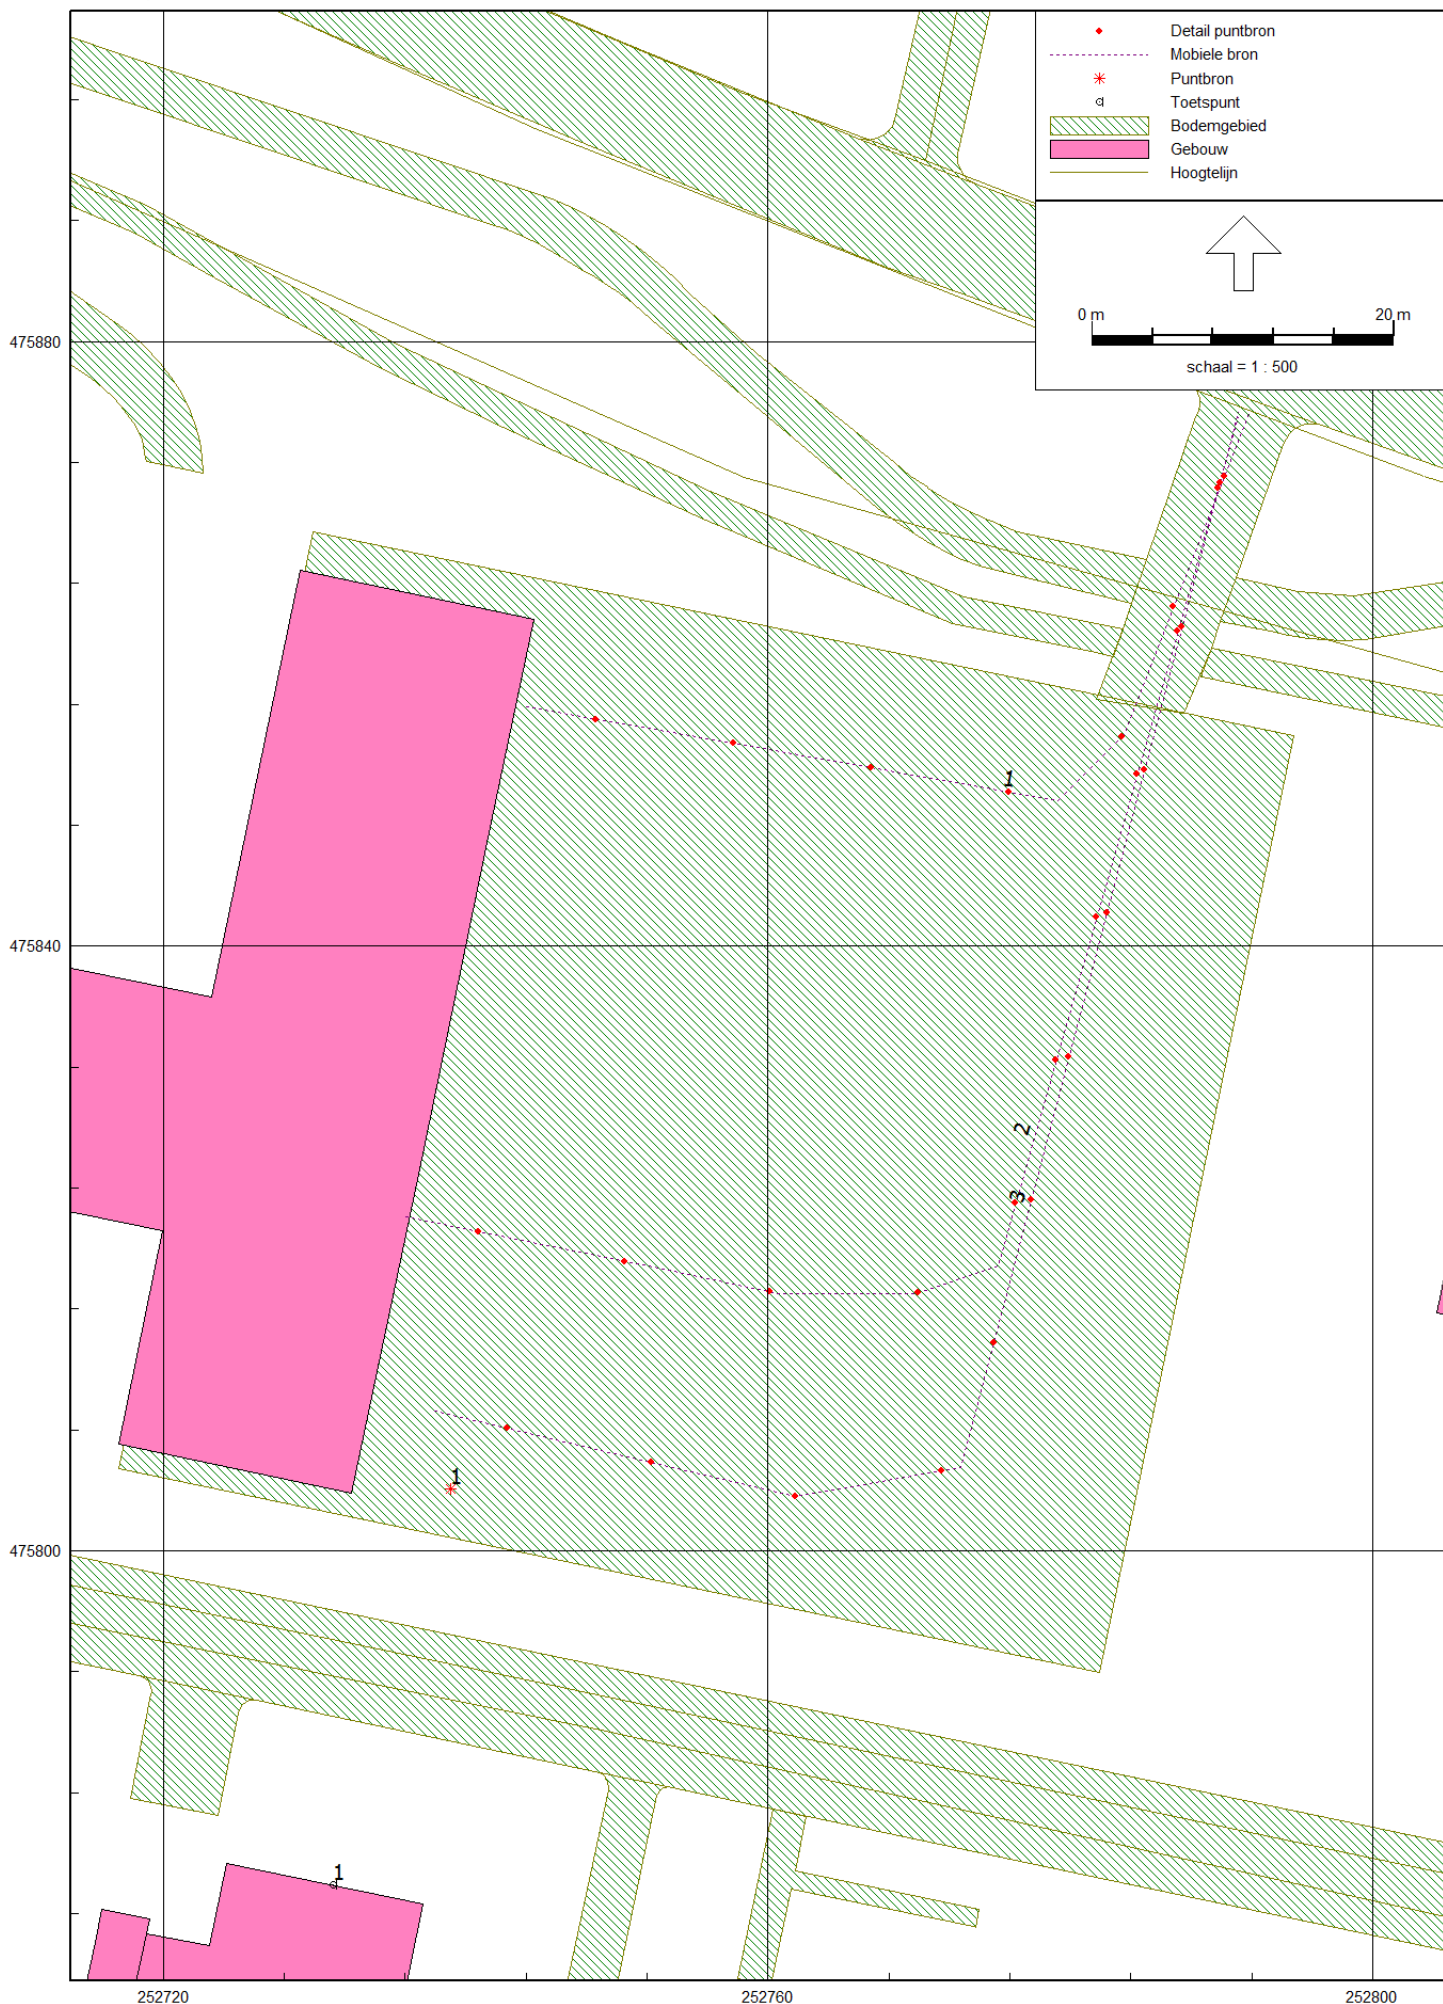 Detail puntbron
Mobiele bron
Puntbron
Toetspunt
Bodemgebied
Gebouw
Hoogtelijn
0 m 20 m
schaal = 1 : 500
475880
1
475840
2
3
1
475800
1
252720 252760 252800